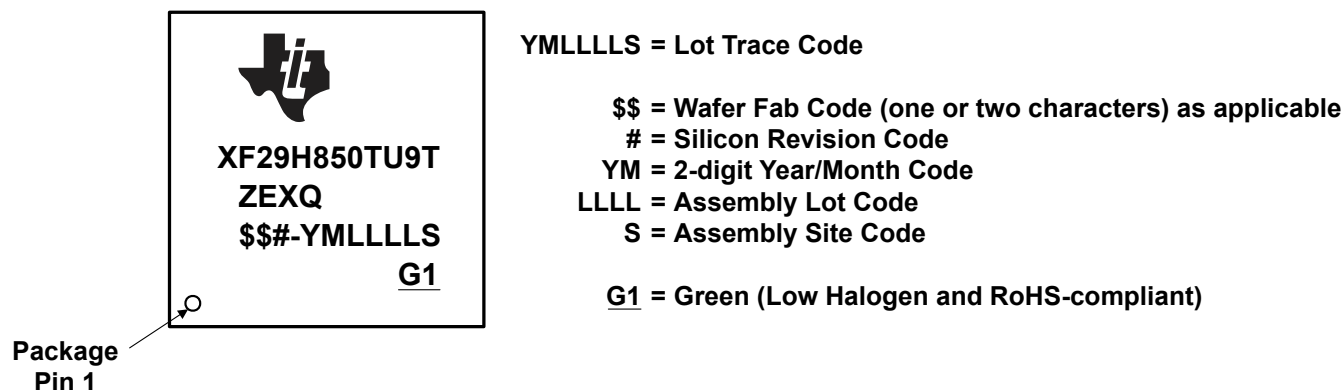 XF29H850TU9T
ZEXQ
$$#-YMLLLLS
G1
Package
Pin 1
YMLLLLS = Lot Trace Code
$$ = Wafer Fab Code (one or two characters) as applicable
# = Silicon Revision Code
YM = 2-digit Year/Month Code
LLLL = Assembly Lot Code
S = Assembly Site Code
G1 = Green (Low Halogen and RoHS-compliant)